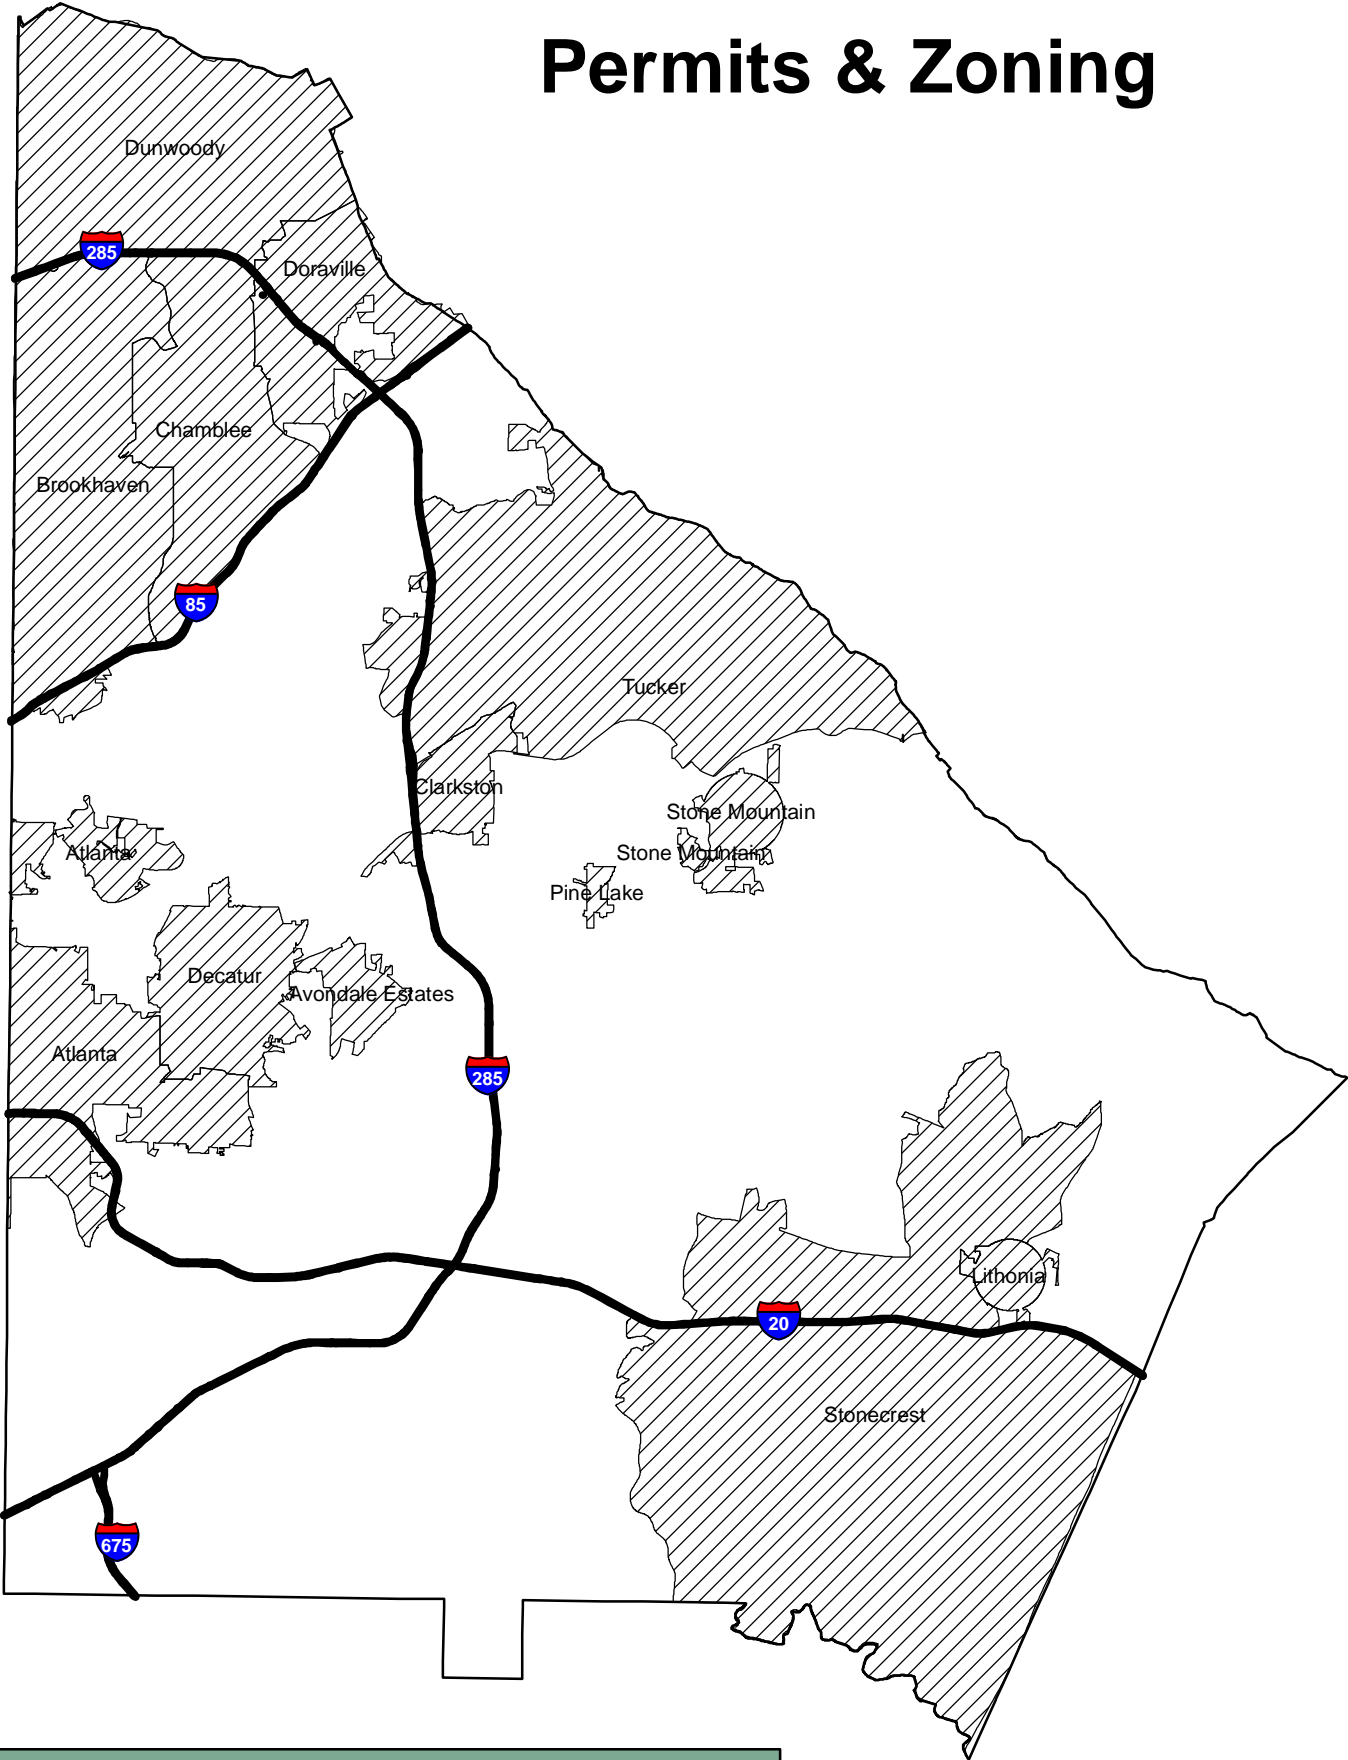 Permits & Zoning
Dunwoody
285
Doraville
Chamblee
Brookhaven
85
Tucker
Clarkston
Stone Mountain
Atlanta
Stone Mountain
Pine Lake
Decatur
Avondale Estates
Atlanta
285
Lithonia
20
Stonecrest
675